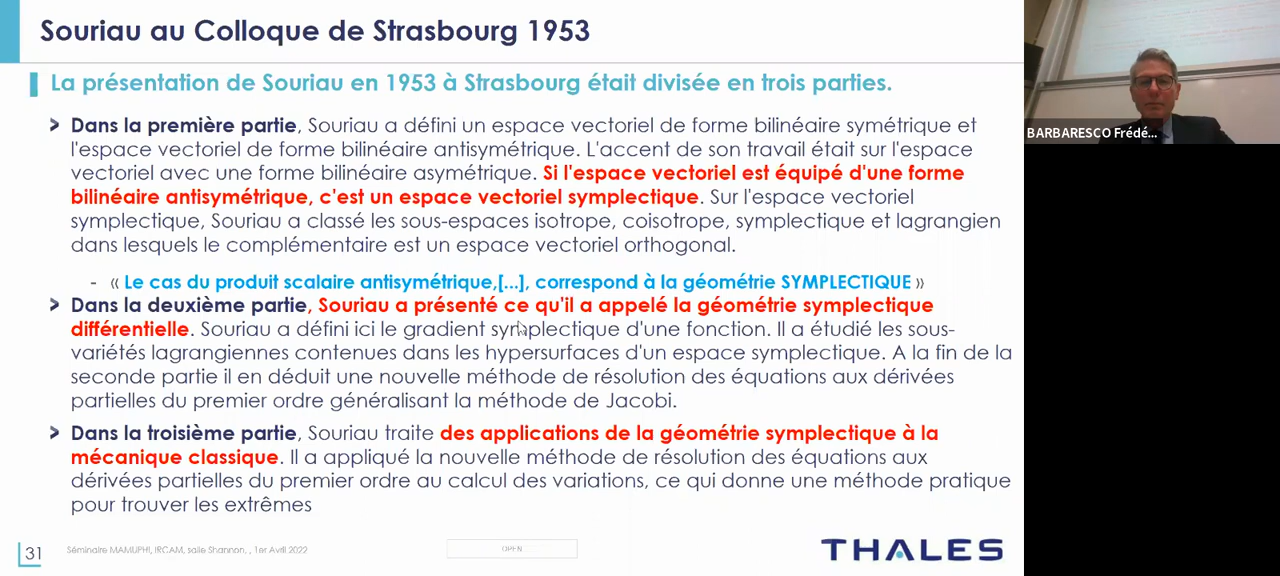 Souriau au Colloque de Strasbourg 1953
La présentation de Souriau en 1953 à Strasbourg était divisée en trois parties.
Dans la première partie, Souriau a défini un espace vectoriel de forme bilinéaire symétrique et
l'espace vectoriel de forme bilinéaire antisymétrique. L'accent de son travail était sur l'espace
vectoriel avec une forme bilinéaire asymétrique. Si l'espace vectoriel est équipé d'une forme
bilinéaire antisymétrique, c'est un espace vectoriel symplectique. Sur l'espace vectoriel
symplectique, Souriau a classé les sous-espaces isotrope, coisotrope, symplectique et lagrangien
dans lesquels le complémentaire est un espace vectoriel orthogonal.
- « Le cas du produit scalaire antisymétrique,[...], correspond à la géométrie SYMPLECTIQUE »
Dans la deuxième partie, Souriau a présenté ce qu'il a appelé la géométrie symplectique
différentielle. Souriau a défini ici le gradient symplectique d'une fonction. Il a étudié les sous-
variétés lagrangiennes contenues dans les hypersurfaces d'un espace symplectique. A la fin de la
seconde partie il en déduit une nouvelle méthode de résolution des équations aux dérivées
partielles du premier ordre généralisant la méthode de Jacobi.
Dans la troisième partie, Souriau traite des applications de la géométrie symplectique à la
mécanique classique. Il a appliqué la nouvelle méthode de résolution des équations aux
dérivées partielles du premier ordre au calcul des variations, ce qui donne une méthode pratique
pour trouver les extrêmes
31
Séminaire MAMUPHI, IRCAM, salle Shannon, , 1er Avril 2022
OPEN
THALES
BARBARESCO Frédé...